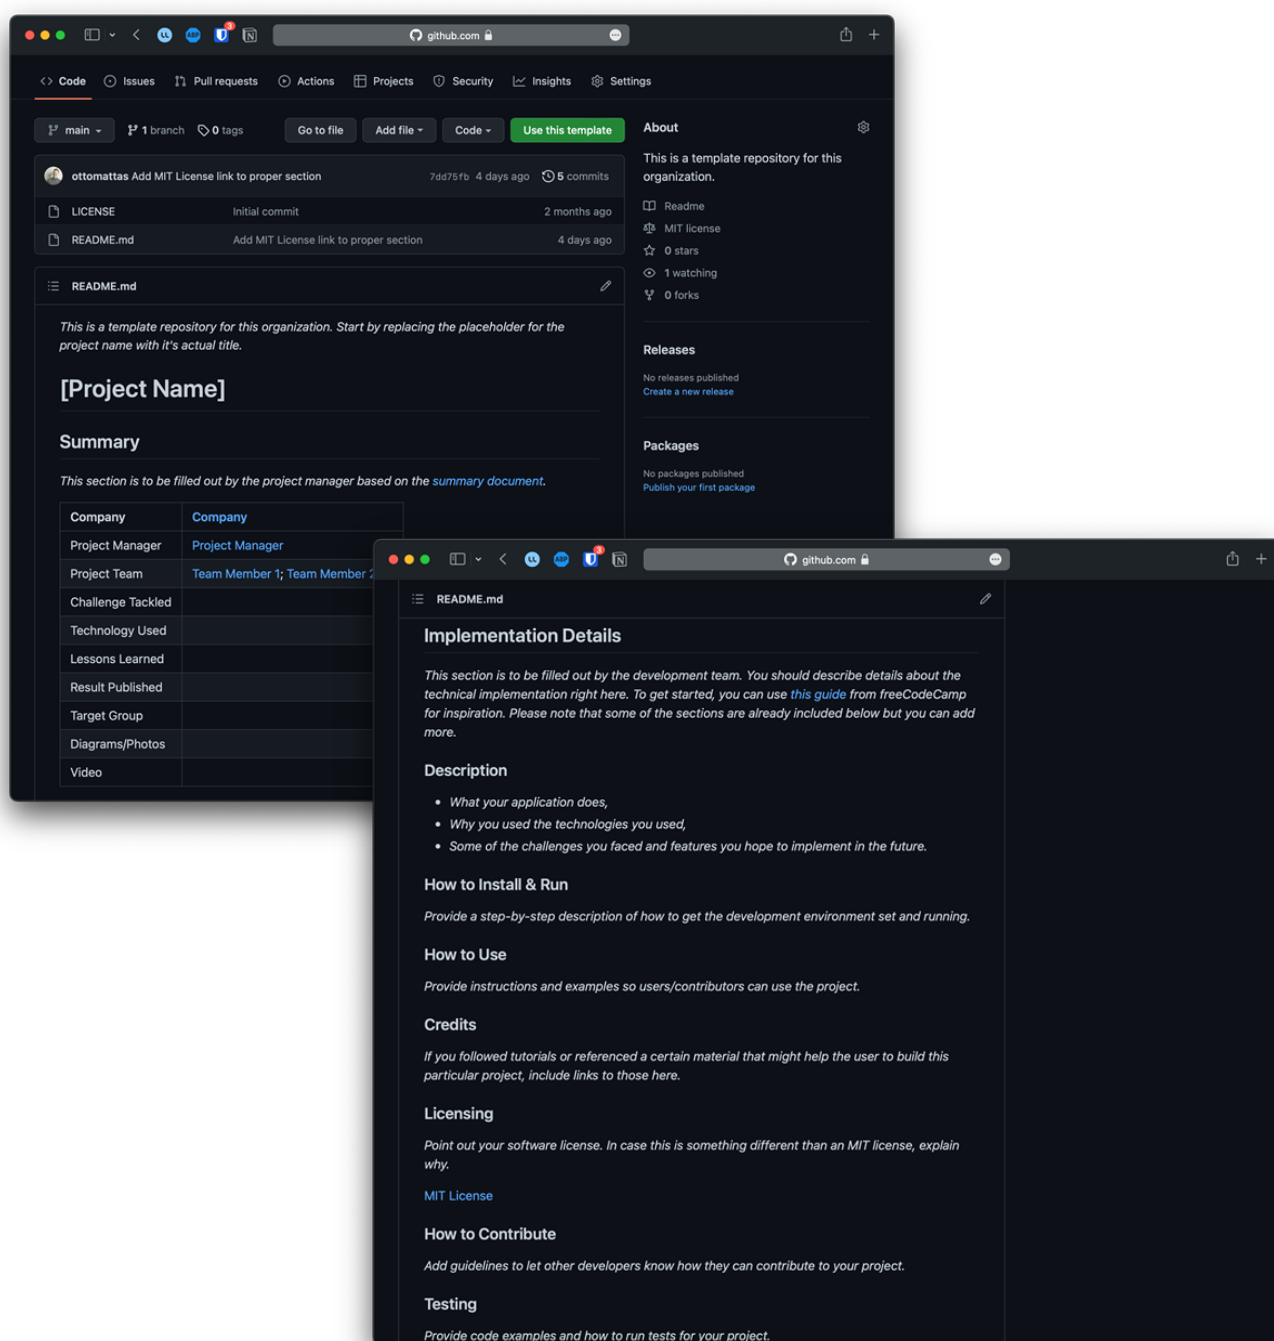 github.com
Code Issues Pull requests Actions Projects Security Insights Settings
main 1 branch 0 tags Go to file Add file Code Use this template
ottomattas Add MIT License link to proper section 7dd75fb 4 days ago 5 commits
LICENSE Initial commit 2 months ago
README.md Add MIT License link to proper section 4 days ago
README.md
This is a template repository for this organization. Start by replacing the placeholder for the
project name with it's actual title.
[Project Name]
Summary
This section is to be filled out by the project manager based on the summary document.
Company Company
Project Manager Project Manager
Project Team Team Member 1; Team Member 2
Challenge Tackled
Technology Used
Lessons Learned
Result Published
Target Group
Diagrams/Photos
Video
About
This is a template repository for this
organization.
Readme
MIT license
0 stars
1 watching
0 forks
Releases
No releases published
Create a new release
Packages
No packages published
Publish your first package
github.com
README.md
Implementation Details
This section is to be filled out by the development team. You should describe details about the
technical implementation right here. To get started, you can use this guide from freeCodeCamp
for inspiration. Please note that some of the sections are already included below but you can add
more.
Description
• What your application does,
• Why you used the technologies you used,
• Some of the challenges you faced and features you hope to implement in the future.
How to Install & Run
Provide a step-by-step description of how to get the development environment set and running.
How to Use
Provide instructions and examples so users/contributors can use the project.
Credits
If you followed tutorials or referenced a certain material that might help the user to build this
particular project, include links to those here.
Licensing
Point out your software license. In case this is something different than an MIT license, explain
why.
MIT License
How to Contribute
Add guidelines to let other developers know how they can contribute to your project.
Testing
Provide code examples and how to run tests for your project.